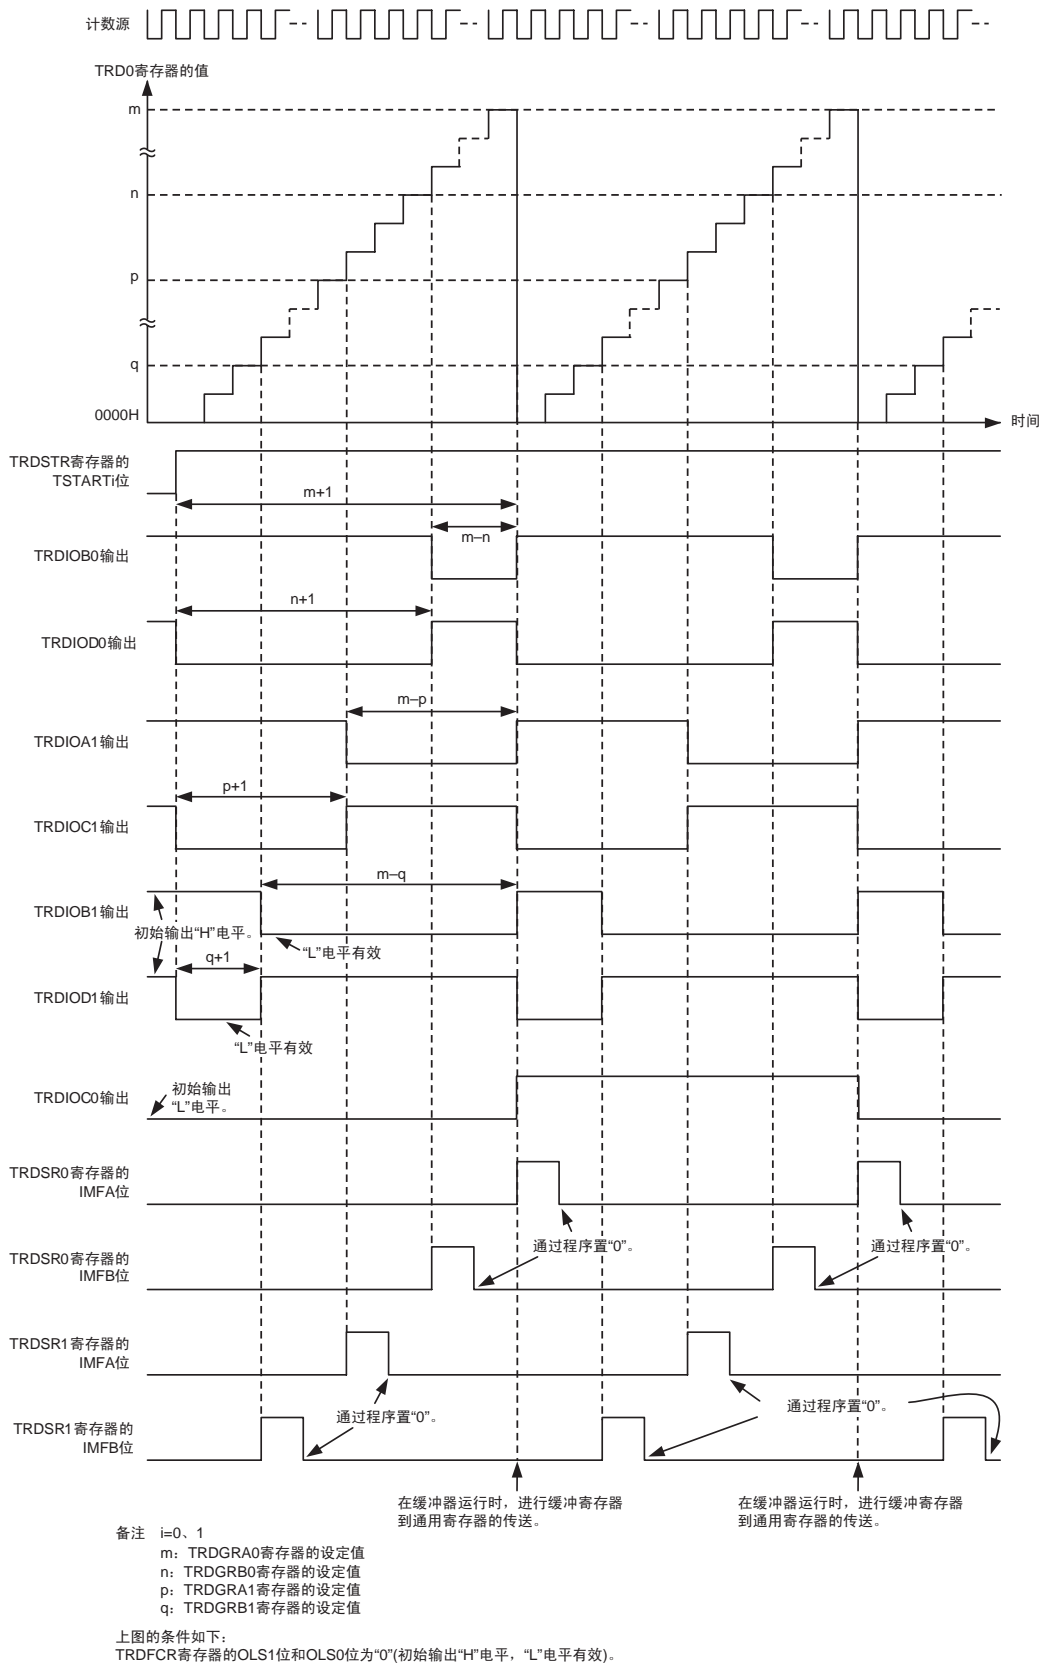 计数源
TRD0寄存器的值
m
n
p
q
0000H
时间
TRDSTR寄存器的
TSTARTi位
m+1
m–n
TRDIOB0输出
n+1
TRDIOD0输出
m–p
TRDIOA1输出
p+1
TRDIOC1输出
m–q
TRDIOB1输出
初始输出“H”电平。
“L”电平有效
q+1
TRDIOD1输出
“L”电平有效
初始输出
“L”电平。
TRDIOC0输出
TRDSR0寄存器的
IMFA位
通过程序置“0”。
通过程序置“0”。
TRDSR0寄存器的
IMFB位
TRDSR1寄存器的
IMFA位
通过程序置“0”。
通过程序置“0”。
TRDSR1寄存器的
IMFB位
在缓冲器运行时，进行缓冲寄存器
到通用寄存器的传送。
在缓冲器运行时，进行缓冲寄存器
到通用寄存器的传送。
备注 i=0、1
m：TRDGRA0寄存器的设定值
n：TRDGRB0寄存器的设定值
p：TRDGRA1寄存器的设定值
q：TRDGRB1寄存器的设定值
上图的条件如下：
TRDFCR寄存器的OLS1位和OLS0位为“0”(初始输出“H”电平，“L”电平有效)。